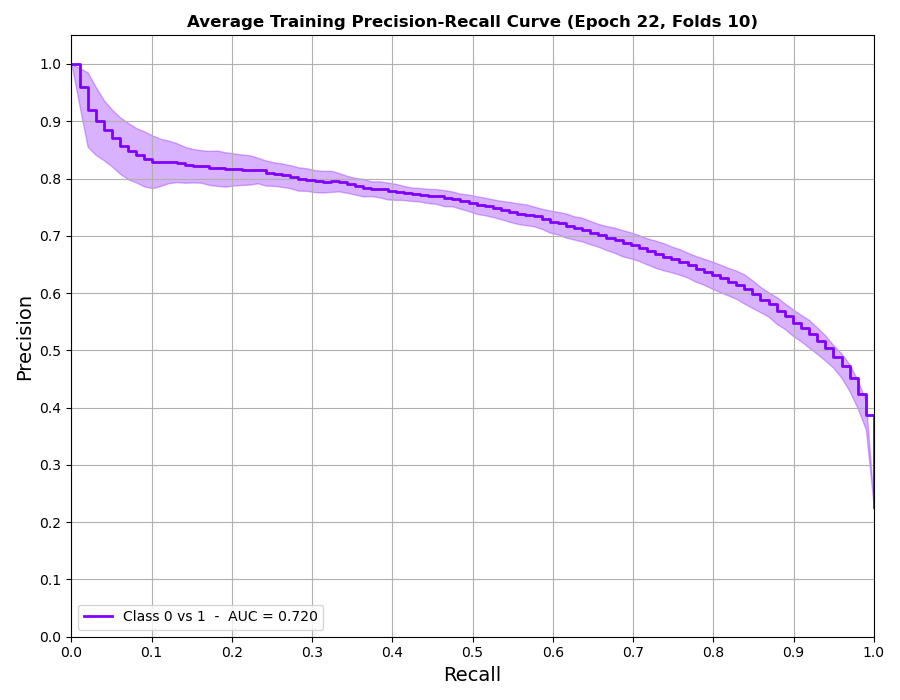 Average Training Precision-Recall Curve (Epoch 22, Folds 10)
Precision
1.0
0.9
0.8
0.7
0.6
0.5
0.4
0.3
0.2
0.1
0.0
Class 0 vs 1 - AUC = 0.720
0.0 0.1 0.2 0.3 0.4 0.5 0.6 0.7 0.8 0.9 1.0
Recall